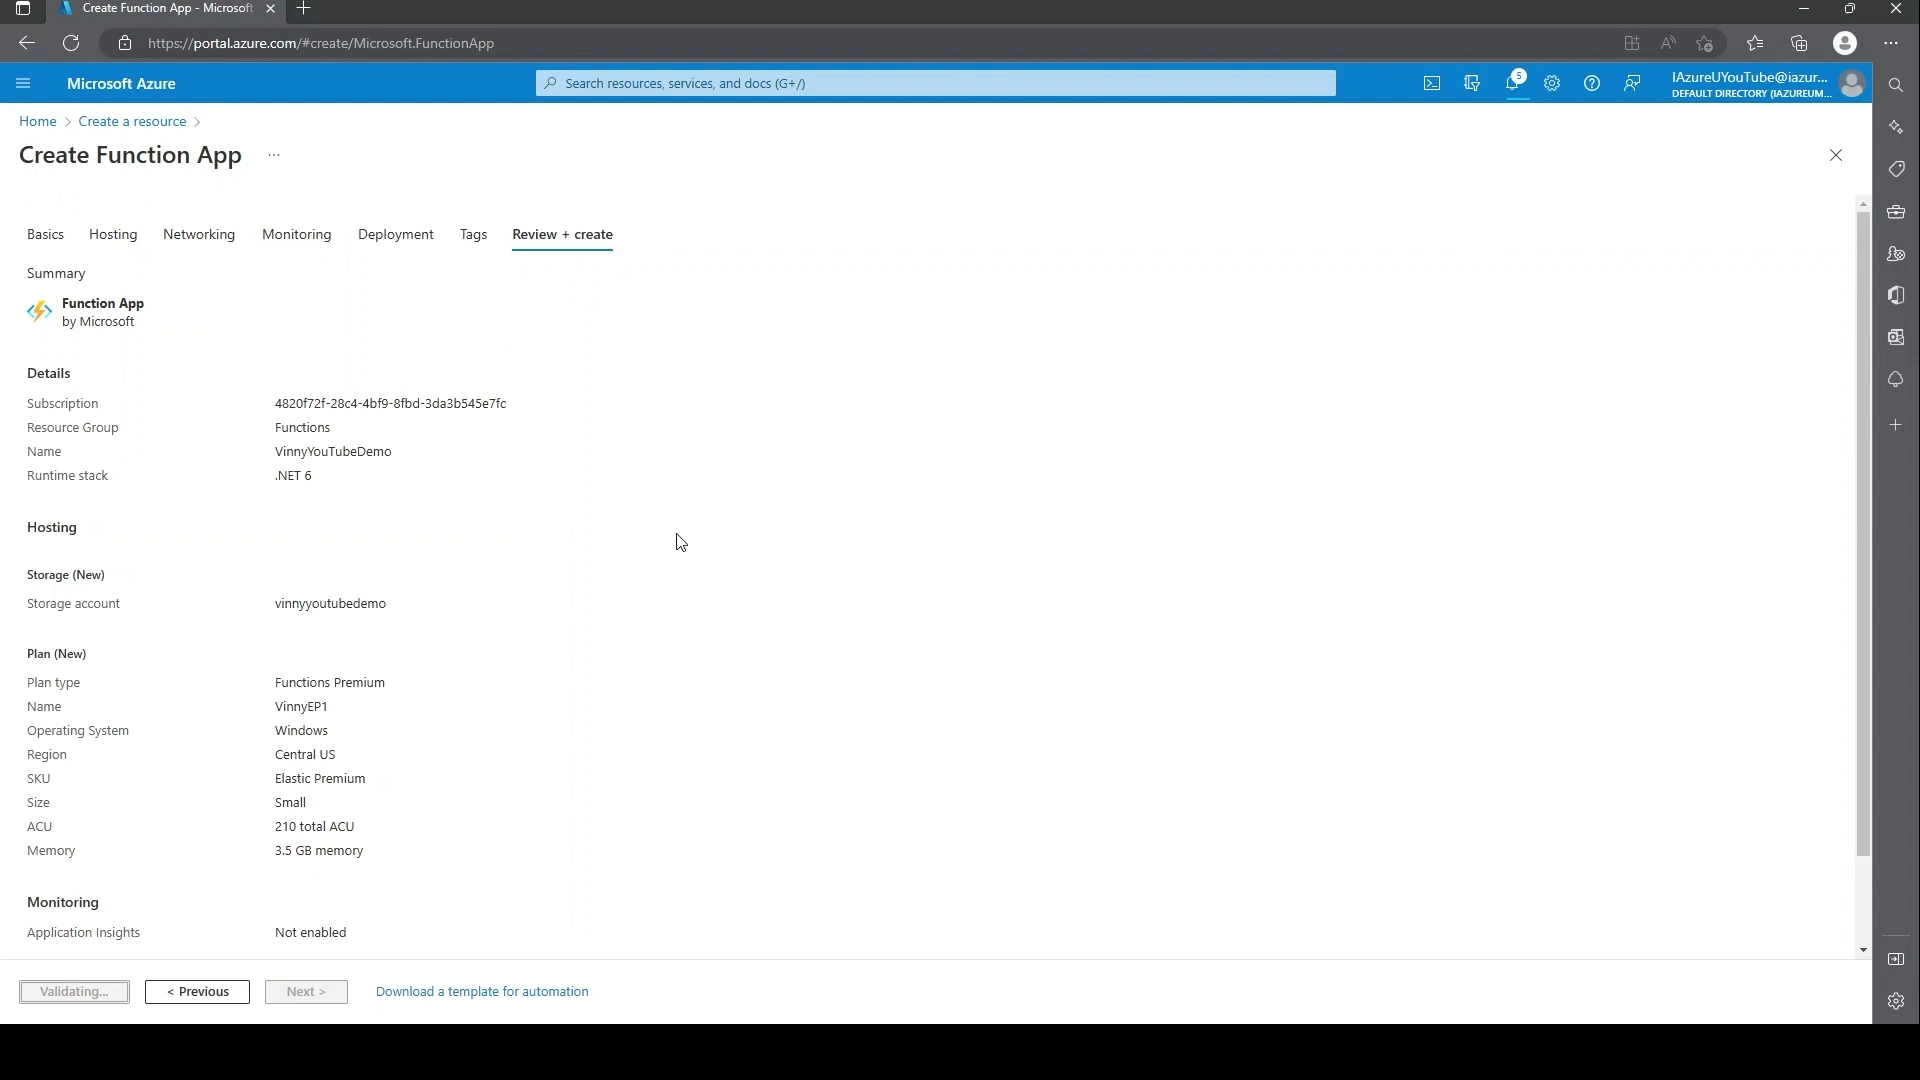 Create Function App - Microsoft
https://portal.azure.com/#create/Microsoft.FunctionApp
Microsoft Azure
Search resources, services, and docs (G+/)
5
IAzureUYouTube@iazur...
DEFAULT DIRECTORY (IAZUREUM...
Home > Create a resource >
Create Function App ...
Basics Hosting Networking Monitoring Deployment Tags Review + create
Summary
Function App
by Microsoft
Details
Subscription 4820f72f-28c4-4bf9-8fbd-3da3b545e7fc
Resource Group Functions
Name VinnyYouTubeDemo
Runtime stack .NET 6
Hosting
Storage (New)
Storage account vinnyyoutubedemo
Plan (New)
Plan type Functions Premium
Name VinnyEP1
Operating System Windows
Region Central US
SKU Elastic Premium
Size Small
ACU 210 total ACU
Memory 3.5 GB memory
Monitoring
Application Insights Not enabled
Validating... < Previous Next > Download a template for automation